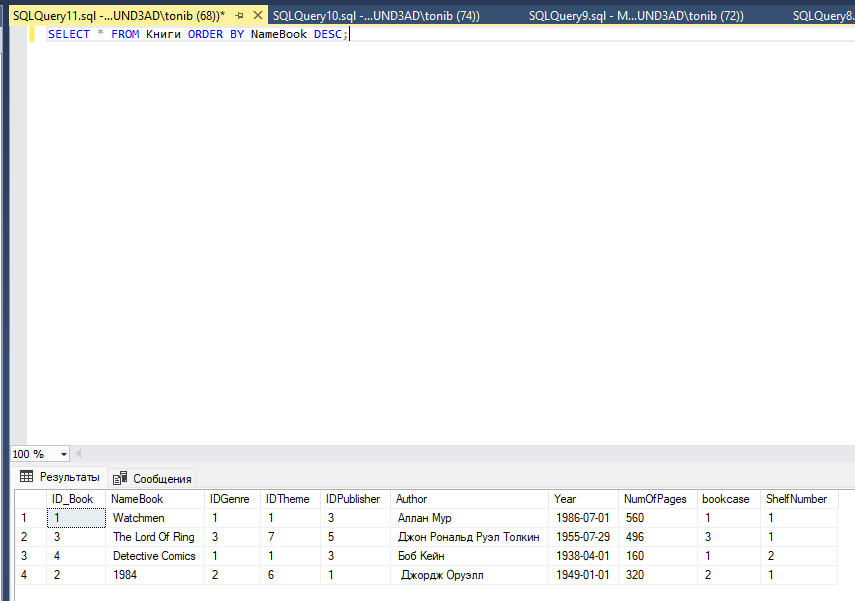 SQLQuery11.sql -...UND3AD\tonib (68))* SQLQuery10.sql -...UND3AD\tonib (74)) SQLQuery9.sql - M...UND3AD\tonib (72)) SQLQuery8.
SELECT * FROM Книги ORDER BY NameBook DESC;
100 %
Результаты Сообщения
ID_Book NameBook IDGenre IDTheme IDPublisher Author Year NumOfPages bookcase ShelfNumber
1 1 Watchmen 1 1 3 Аллан Мур 1986-07-01 560 1 1
2 3 The Lord Of Ring 3 7 5 Джон Рональд Руэл Толкин 1955-07-29 496 3 1
3 4 Detective Comics 1 1 3 Боб Кейн 1938-04-01 160 1 2
4 2 1984 2 6 1 Джордж Оруэлл 1949-01-01 320 2 1